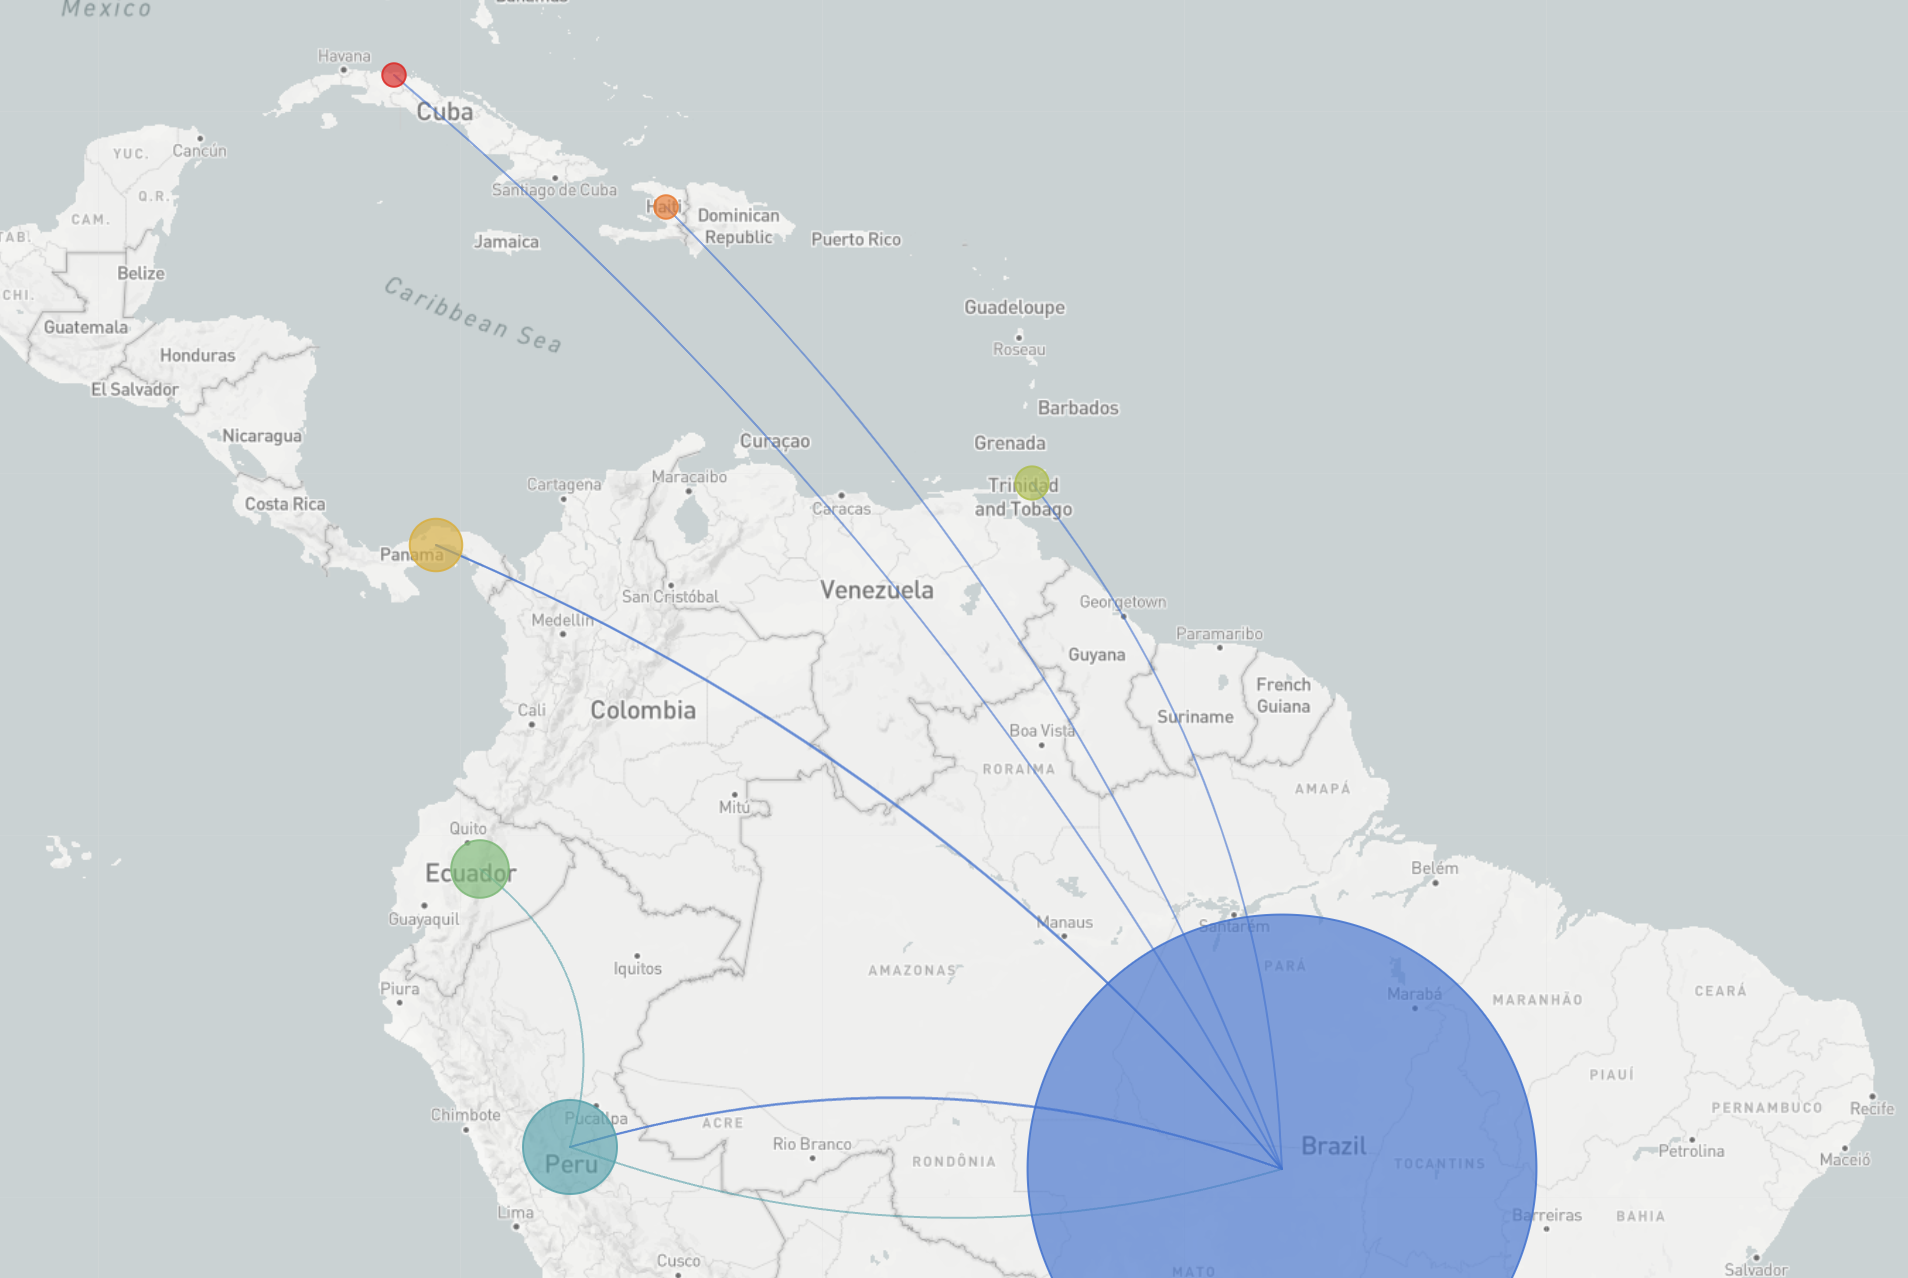 Mexico
Bahamas
Havana
Cuba
YUC.
Cancún
Q.R.
Santiago de Cuba
CAM.
Haiti
Dominican
Republic
TAB.
Jamaica
Puerto Rico
Belize
CHI.
Caribbean Sea
Guadeloupe
Guatemala
Honduras
Roseau
El Salvador
Barbados
Nicaragua
Curaçao
Grenada
Maracaibo
Cartagena
Trinidad
and Tobago
Costa Rica
Caracas
Panama
Venezuela
San Cristóbal
Georgetown
Medellín
Paramaribo
Guyana
French
Guiana
Cali
Colombia
Suriname
Boa Vista
RORAIMA
AMAPÁ
Mitú
Quito
Ecuador
Belém
Guayaquil
Manaus
Santarém
Iquitos
AMAZONAS
PARÁ
Piura
Marabá
MARANHÃO
CEARÁ
PIAUÍ
Chimbote
Pucallpa
ACRE
PERNAMBUCO
Recife
Rio Branco
Brazil
Peru
RONDÔNIA
TOCANTINS
Petrolina
Maceió
Lima
Barreiras
BAHIA
Cusco
MATO
Salvador